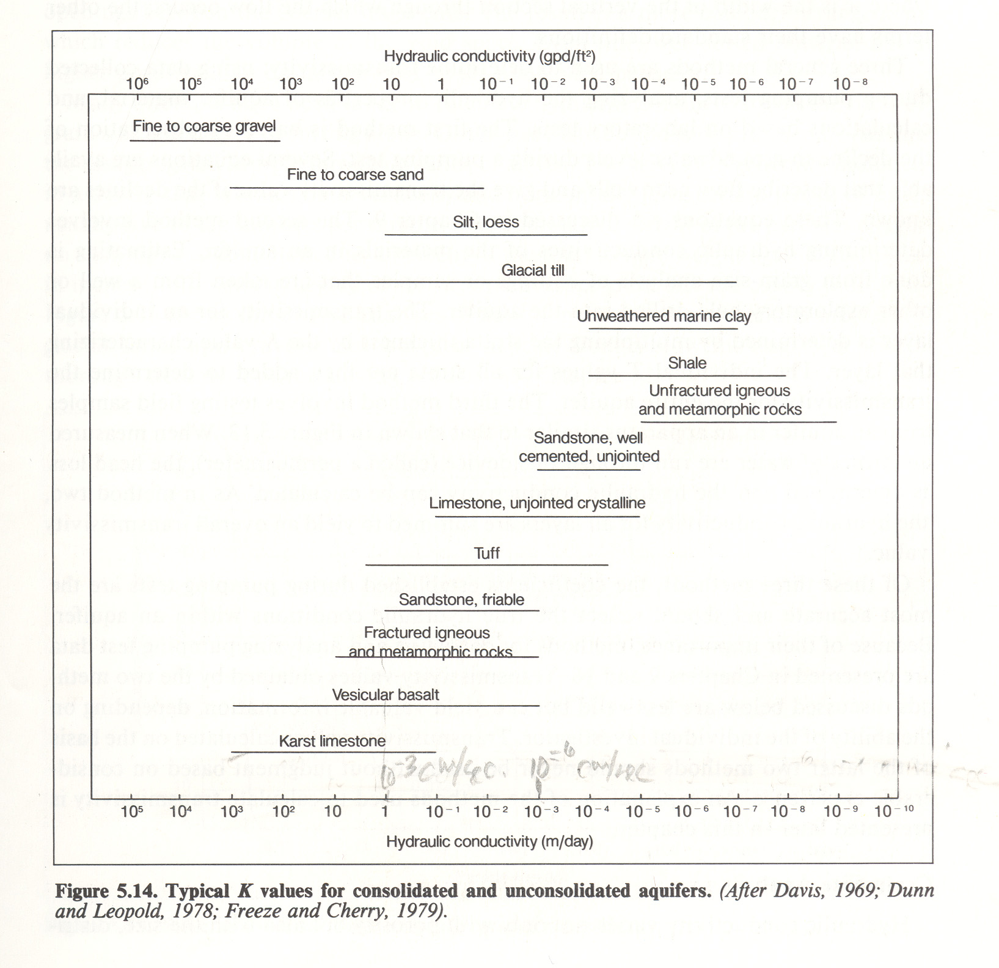 Hydraulic conductivity (gpd/ft²)
10⁶ 10⁵ 10⁴ 10³ 10² 10 1 10⁻¹ 10⁻² 10⁻³ 10⁻⁴ 10⁻⁵ 10⁻⁶ 10⁻⁷ 10⁻⁸
Fine to coarse gravel
Fine to coarse sand
Silt, loess
Glacial till
Unweathered marine clay
Shale
Unfractured igneous
and metamorphic rocks
Sandstone, well
cemented, unjointed
Limestone, unjointed crystalline
Tuff
Sandstone, friable
Fractured igneous
and metamorphic rocks
Vesicular basalt
Karst limestone
10⁻³ cm/sec 10⁻⁶ cm/sec
10⁵ 10⁴ 10³ 10² 10 1 10⁻¹ 10⁻² 10⁻³ 10⁻⁴ 10⁻⁵ 10⁻⁶ 10⁻⁷ 10⁻⁸ 10⁻⁹ 10⁻¹⁰
Hydraulic conductivity (m/day)
Figure 5.14. Typical K values for consolidated and unconsolidated aquifers. (After Davis, 1969; Dunn
and Leopold, 1978; Freeze and Cherry, 1979).